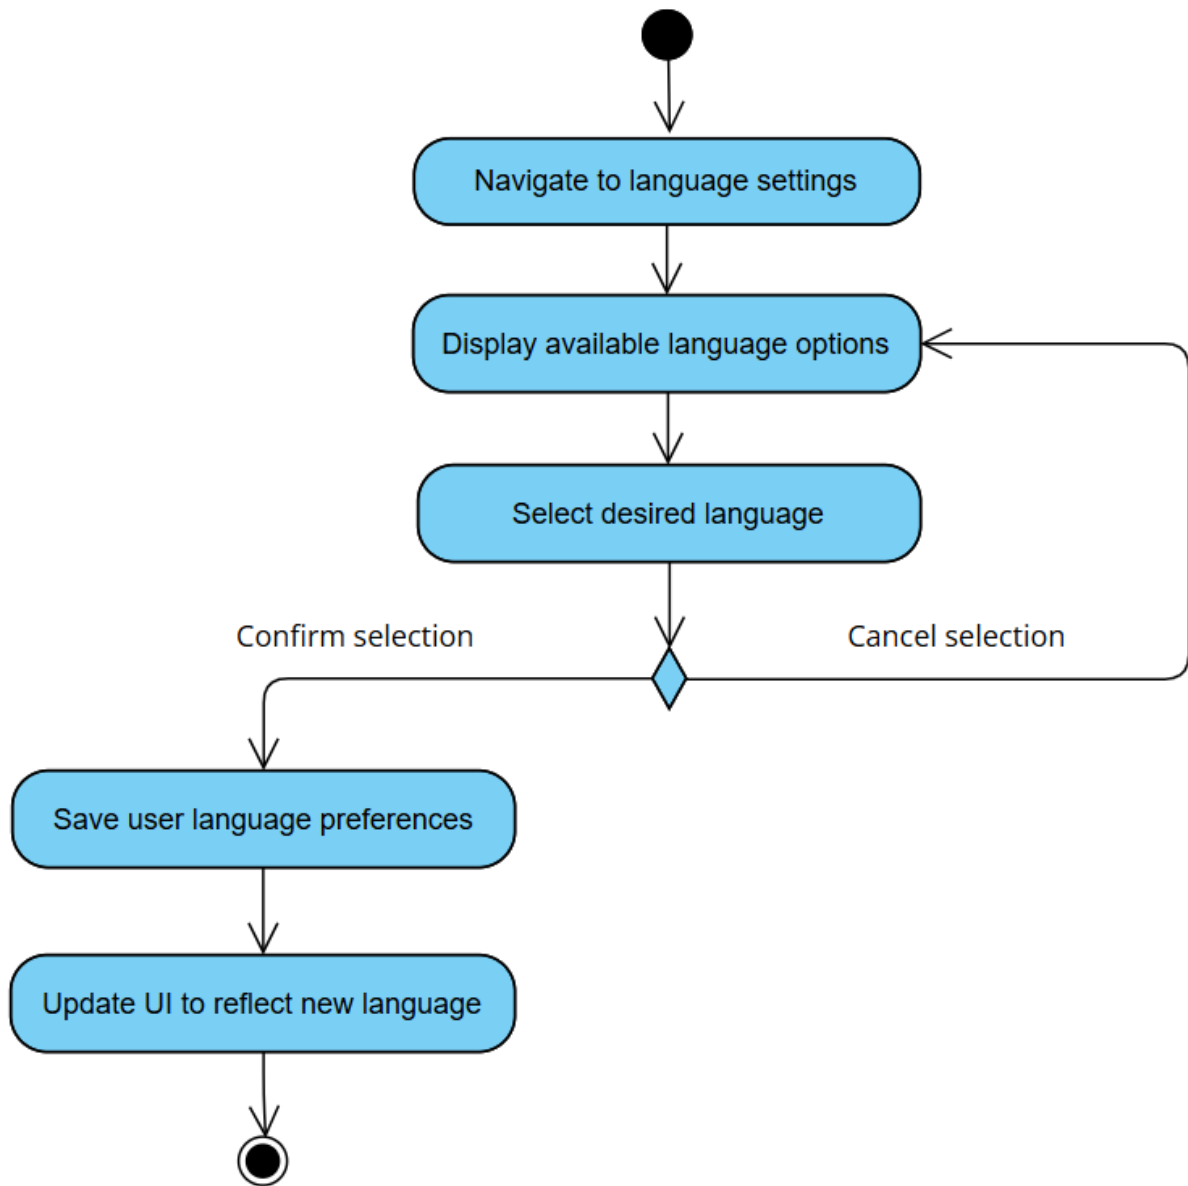 Navigate to language settings
Display available language options
Select desired language
Confirm selection
Cancel selection
Save user language preferences
Update UI to reflect new language